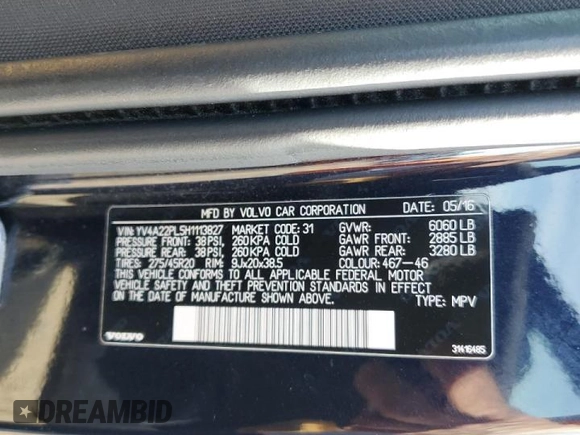 MFD. BY VOLVO CAR CORPORATION DATE: 05/16
VIN: YV4A22PL5H1113827 MARKET CODE: 31 GVWR: 6060 LB
PRESSURE FRONT: 38 PSI, 260 KPA COLD GAWR FRONT: 2885 LB
PRESSURE REAR: 38 PSI, 260 KPA COLD GAWR REAR: 3280 LB
TIRES: 275/45R20 RIM: 9Jx20x38.5 COLOUR: 467-46
THIS VEHICLE CONFORMS TO ALL APPLICABLE FEDERAL MOTOR
VEHICLE SAFETY AND THEFT PREVENTION STANDARDS IN EFFECT
ON THE DATE OF MANUFACTURE SHOWN ABOVE. TYPE: MPV
VOLVO
31416485
DREAMBID